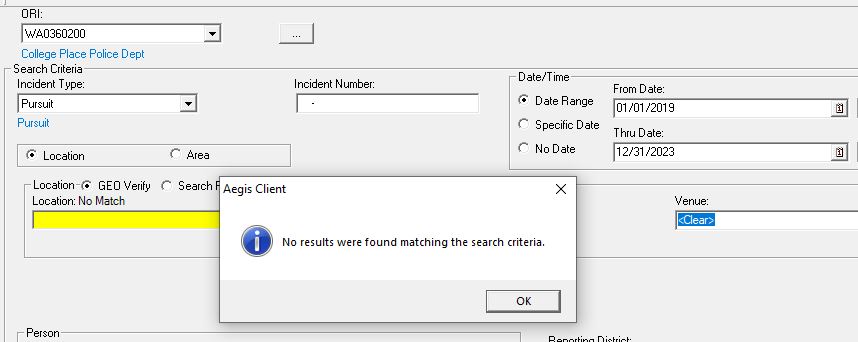 ORI:
WA0360200
...
College Place Police Dept
Search Criteria
Incident Type:
Pursuit
Pursuit
Incident Number:
-
Date/Time
Date Range
Specific Date
No Date
From Date:
01/01/2019
Thru Date:
12/31/2023
Location
Area
Location
GEO Verify
Search
Location: No Match
Venue:
<Clear>
Aegis Client
No results were found matching the search criteria.
OK
Person
Reporting District: